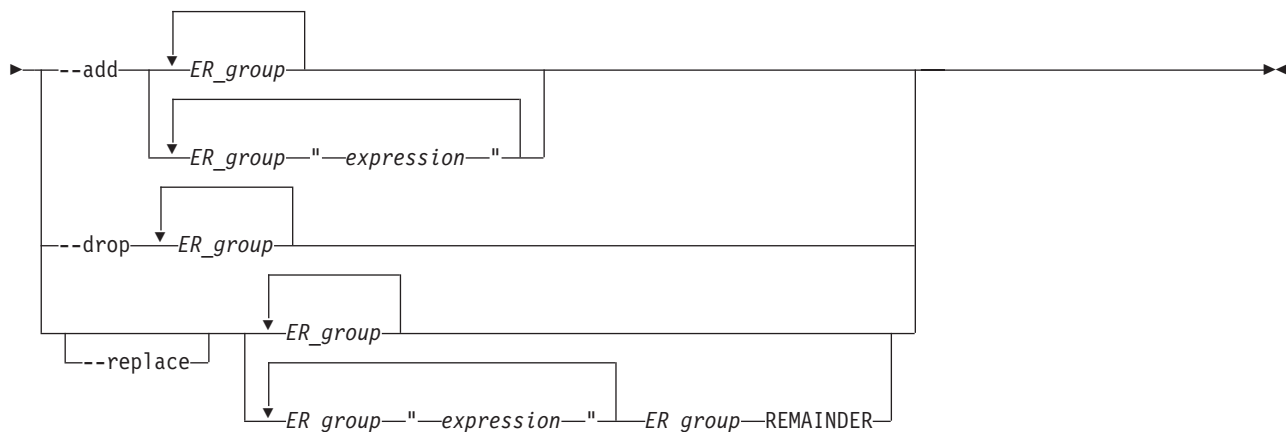 --add ER_group
ER_group " expression "
--drop ER_group
ER_group
--replace
ER group " expression " ER group REMAINDER